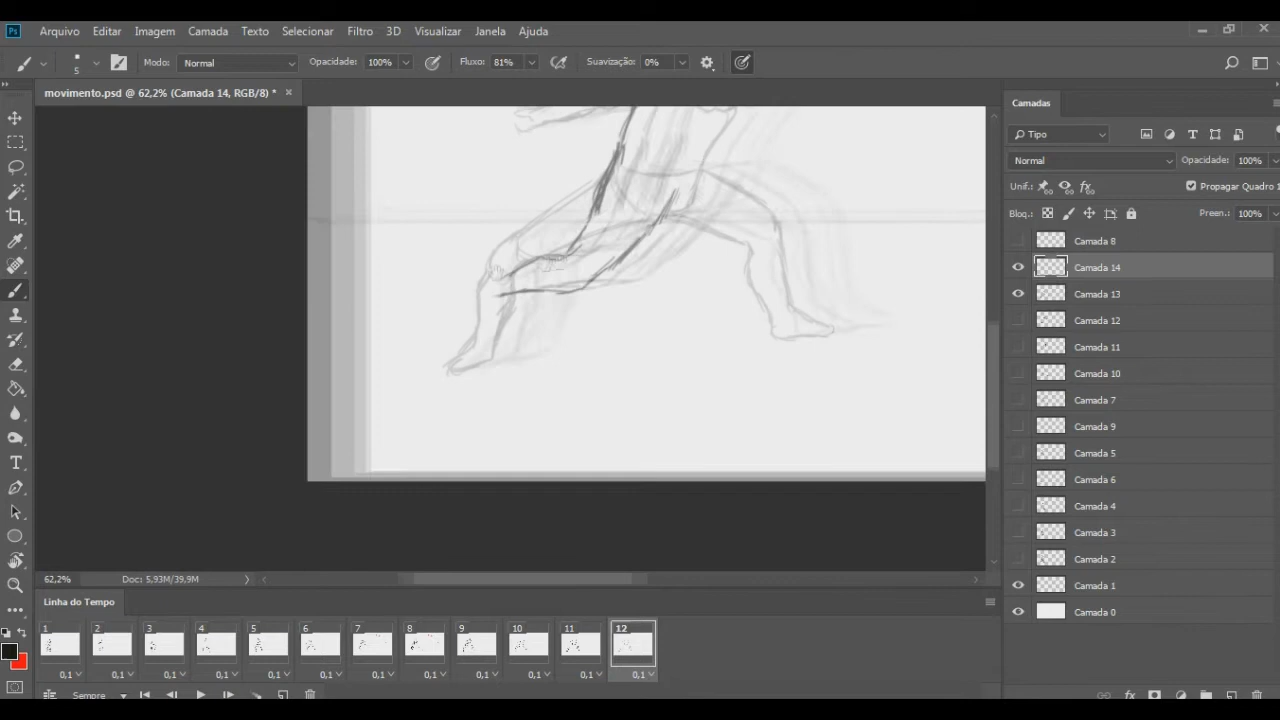 Ps Arquivo Editar Imagem Camada Texto Selecionar Filtro 3D Visualizar Janela Ajuda
5 Modo: Normal Opacidade: 100% Fluxo: 81% Suavização: 0%
movimento.psd @ 62,2% (Camada 14, RGB/8) * ×
Camadas
Tipo
Normal Opacidade: 100%
Unif.: Propagar Quadro 1
Bloq.: Preen.: 100%
Camada 8
Camada 14
Camada 13
Camada 12
Camada 11
Camada 10
Camada 7
Camada 9
Camada 5
Camada 6
Camada 4
Camada 3
Camada 2
Camada 1
Camada 0
62,2% Doc: 5,93M/39,9M
Linha do Tempo
1 2 3 4 5 6 7 8 9 10 11 12
0,1 0,1 0,1 0,1 0,1 0,1 0,1 0,1 0,1 0,1 0,1 0,1
Sempre